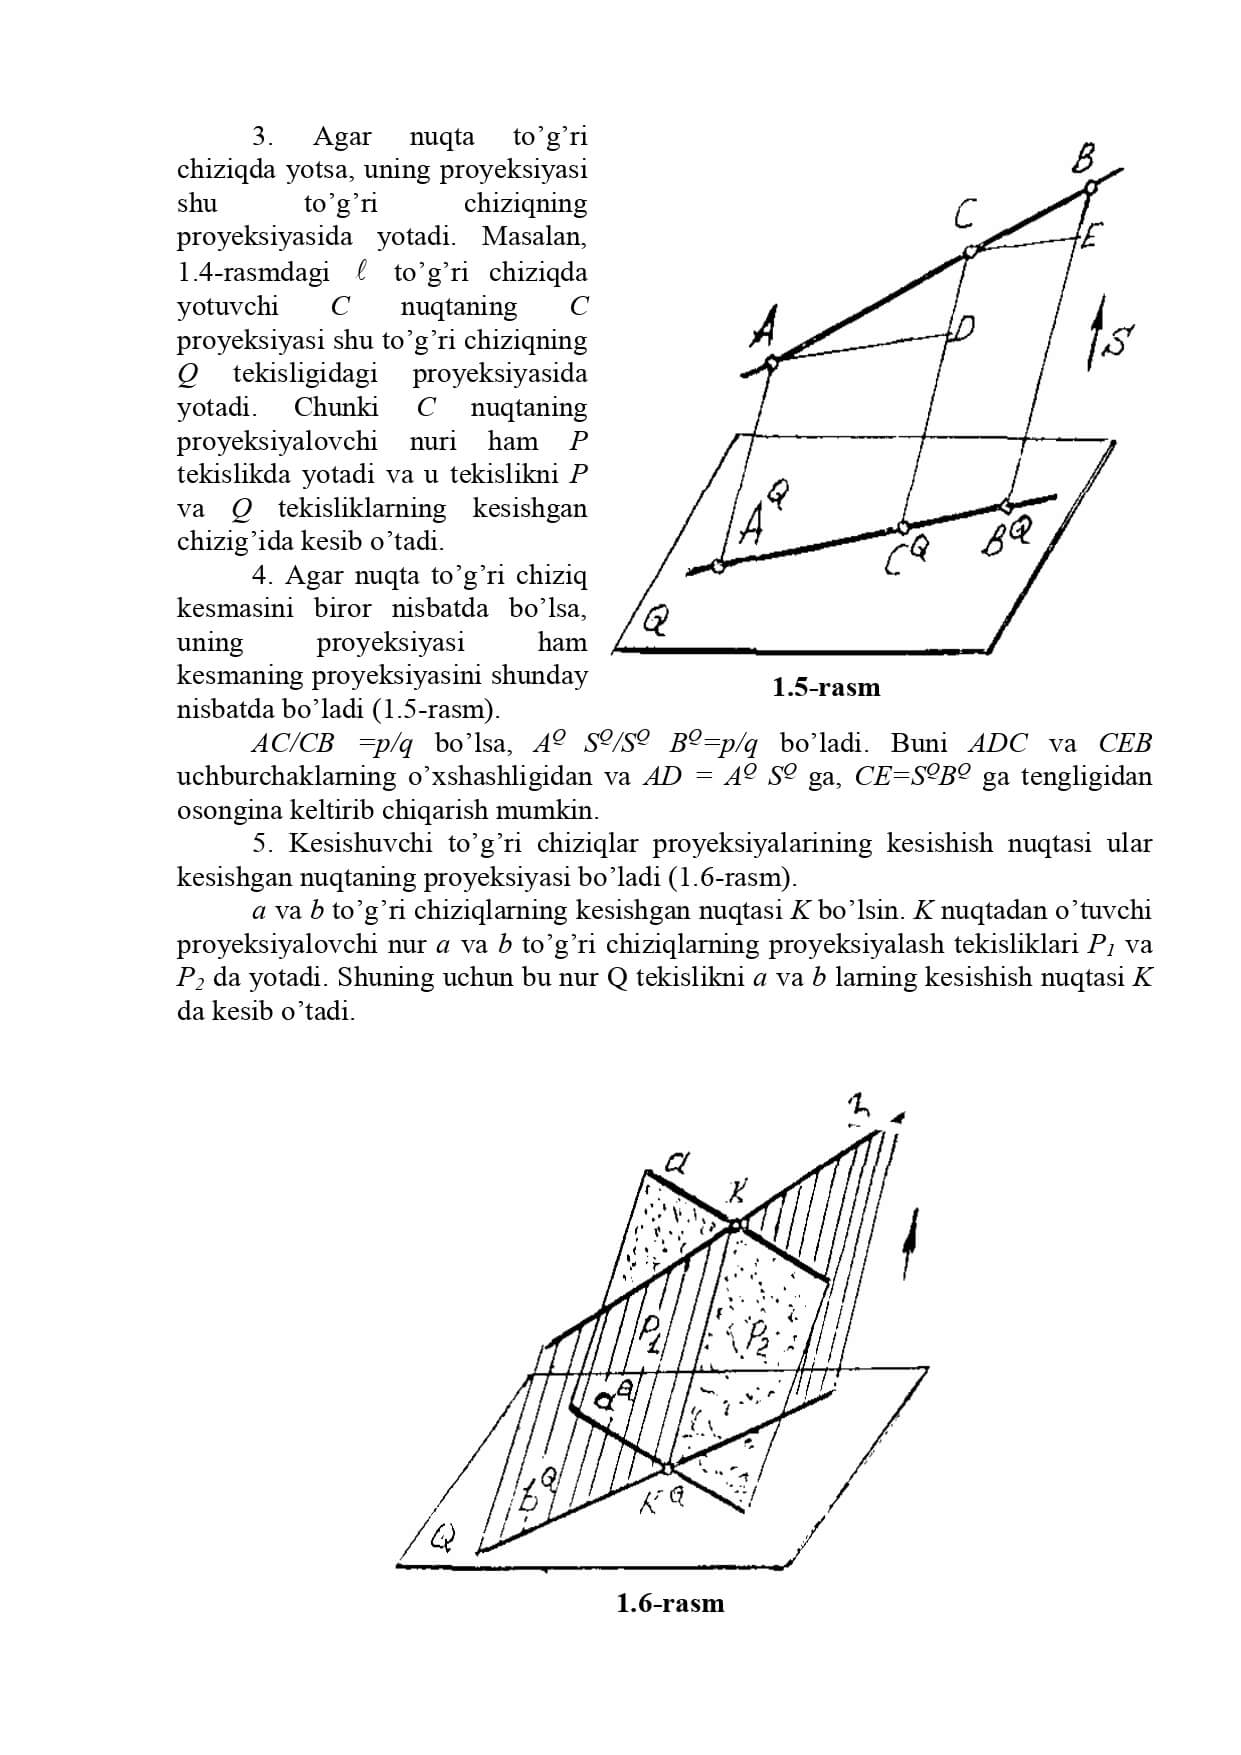 3. Agar nuqta to’g’ri
chiziqda yotsa, uning proyeksiyasi
shu to’g’ri chiziqning
proyeksiyasida yotadi. Masalan,
1.4-rasmdagi ℓ to’g’ri chiziqda
yotuvchi C nuqtaning C
proyeksiyasi shu to’g’ri chiziqning
Q tekisligidagi proyeksiyasida
yotadi. Chunki C nuqtaning
proyeksiyalovchi nuri ham P
tekislikda yotadi va u tekislikni P
va Q tekisliklarning kesishgan
chizig’ida kesib o’tadi.
4. Agar nuqta to’g’ri chiziq
kesmasini biror nisbatda bo’lsa,
uning proyeksiyasi ham
kesmaning proyeksiyasini shunday
nisbatda bo’ladi (1.5-rasm).
B
C
E
A
D
S
A^Q
C^Q
B^Q
Q
1.5-rasm
AC/CB =p/q bo’lsa, A^Q S^Q/S^Q B^Q=p/q bo’ladi. Buni ADC va CEB
uchburchaklarning o’xshashligidan va AD = A^Q S^Q ga, CE=S^QB^Q ga tengligidan
osongina keltirib chiqarish mumkin.
5. Kesishuvchi to’g’ri chiziqlar proyeksiyalarining kesishish nuqtasi ular
kesishgan nuqtaning proyeksiyasi bo’ladi (1.6-rasm).
a va b to’g’ri chiziqlarning kesishgan nuqtasi K bo’lsin. K nuqtadan o’tuvchi
proyeksiyalovchi nur a va b to’g’ri chiziqlarning proyeksiyalash tekisliklari P₁ va
P₂ da yotadi. Shuning uchun bu nur Q tekislikni a va b larning kesishish nuqtasi K
da kesib o’tadi.
a
K
P₁
P₂
a^Q
b^Q
K^Q
Q
1.6-rasm